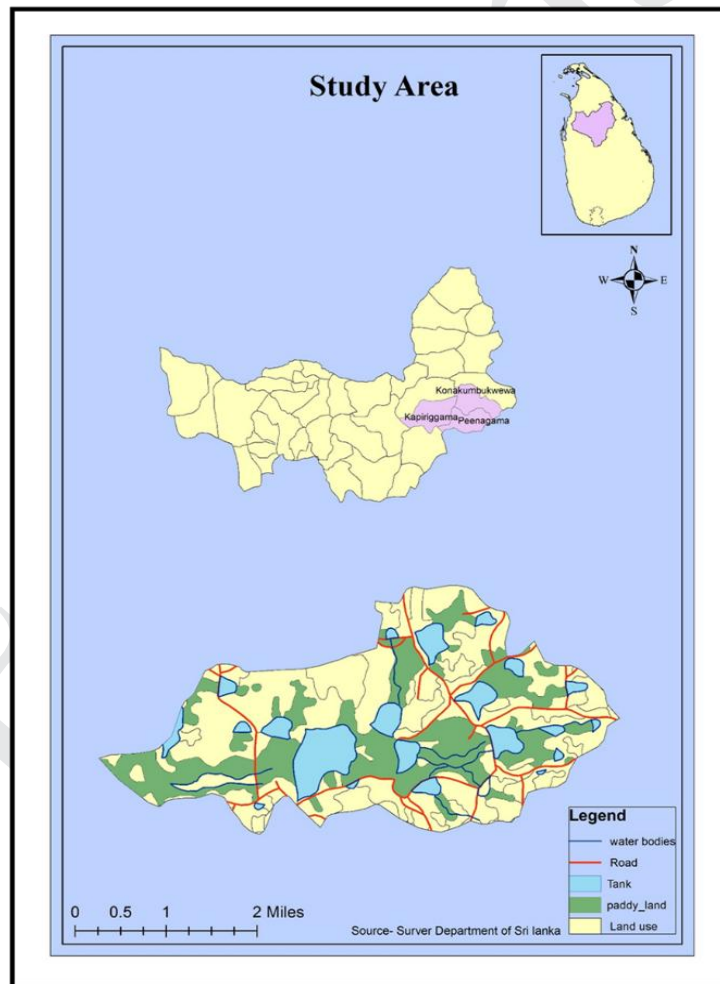 Study Area
N
W E
S
Konakumbukwewa
Kapiriggama Peenagama
Legend
water bodies
Road
Tank
paddy_land
Land use
0 0.5 1 2 Miles
Source- Surver Department of Sri lanka